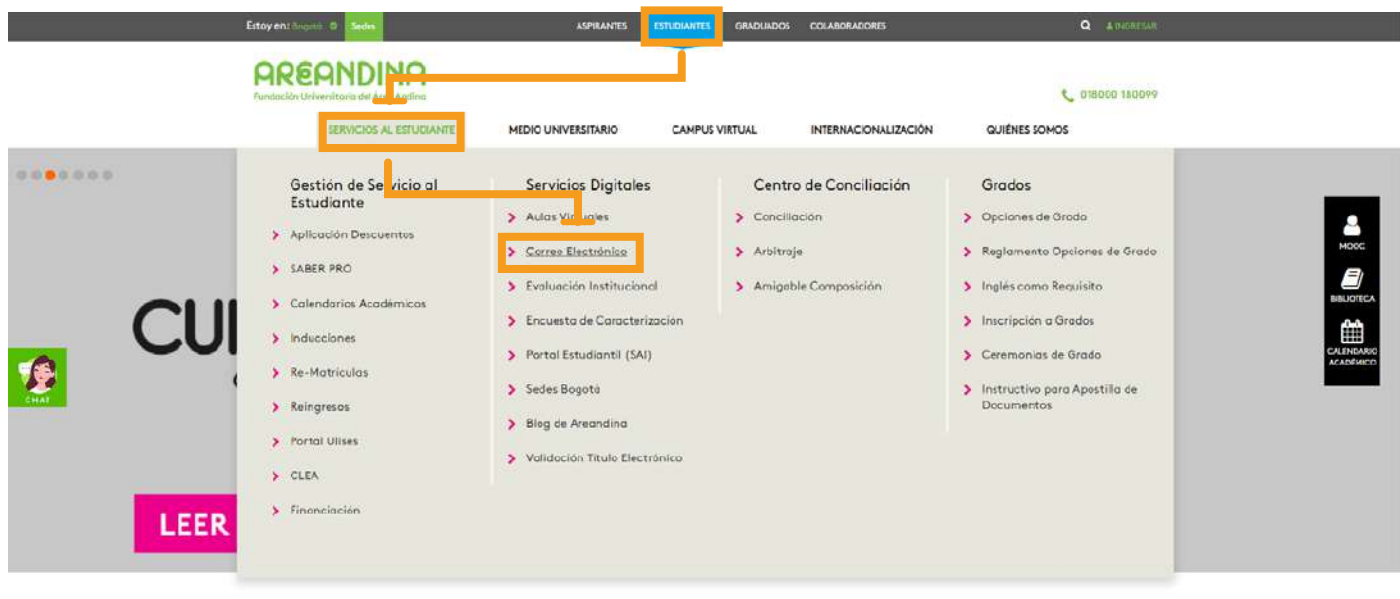 Estoy en: Bogotá Sedes
ASPIRANTES ESTUDIANTES GRADUADOS COLABORADORES
INGRESAR
AREANDINA
Fundación Universitaria del Área Andina
018000 180099
SERVICIOS AL ESTUDIANTE MEDIO UNIVERSITARIO CAMPUS VIRTUAL INTERNACIONALIZACIÓN QUIÉNES SOMOS
Gestión de Servicio al
Estudiante
Aplicación Descuentos
SABER PRO
Calendarios Académicos
Inducciones
Re-Matrículas
Reingresos
Portal Ulises
CLEA
Financiación
Servicios Digitales
Aulas Virtuales
Correo Electrónico
Evaluación Institucional
Encuesta de Caracterización
Portal Estudiantil (SAI)
Sedes Bogotá
Blog de Areandina
Validación Título Electrónico
Centro de Conciliación
Conciliación
Arbitraje
Amigable Composición
Grados
Opciones de Grado
Reglamento Opciones de Grado
Inglés como Requisito
Inscripción a Grados
Ceremonias de Grado
Instructivo para Apostilla de
Documentos
CUI
LEER
CHAT
MOOC
BIBLIOTECA
CALENDARIO
ACADÉMICO